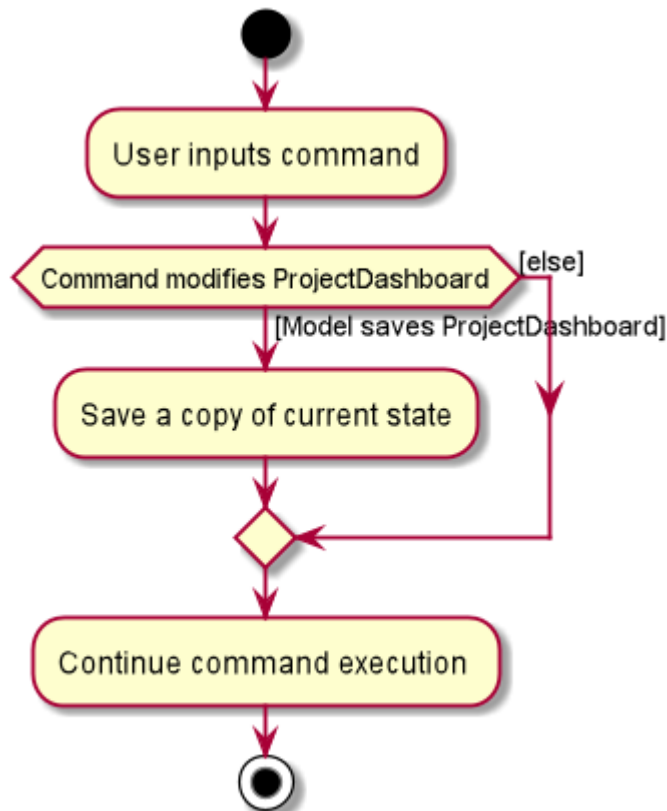 User inputs command
Command modifies ProjectDashboard
[else]
[Model saves ProjectDashboard]
Save a copy of current state
Continue command execution